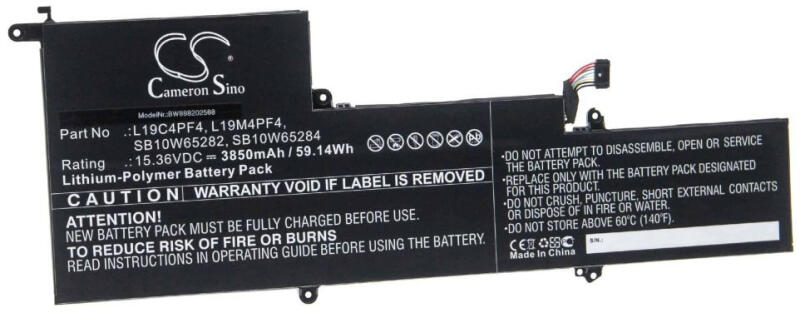 CS
Cameron Sino
ModelNr.:BW898202568
Part No. :L19C4PF4, L19M4PF4,
SB10W65282, SB10W65284
Rating :15.36VDC ⎓ 3850mAh / 59.14Wh
Lithium-Polymer Battery Pack
CAUTION WARRANTY VOID IF LABEL IS REMOVED
ATTENTION!
NEW BATTERY PACK MUST BE FULLY CHARGED BEFORE USE.
TO REDUCE RISK OF FIRE OR BURNS
READ INSTRUCTIONS IN OPERATING GUIDE BEFORE USING THE BATTERY.
•DO NOT ATTEMPT TO DISASSEMBLE, OPEN OR SERVICE
THE BATTERY PACK.
•REPLACE ONLY WITH THE BATTERY PACK DESIGNATED
FOR THIS PRODUCT.
•DO NOT CRUSH, PUNCTURE, SHORT EXTERNAL CONTACTS
OR DISPOSE OF IN FIRE OR WATER.
•DO NOT STORE ABOVE 60°C (140°F).
CE
Made In China
S/N.: